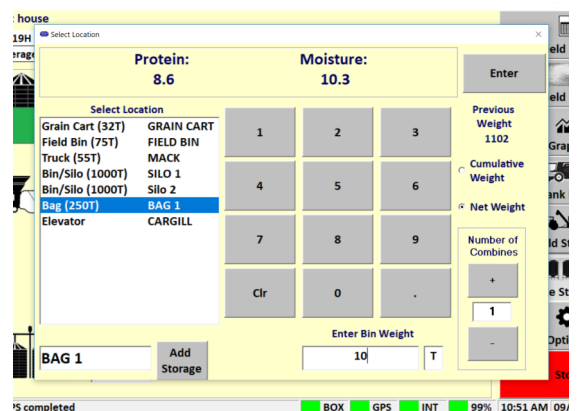 : house
19H
erage
Select Location
Protein: Moisture:
8.6 10.3
Enter
Select Location
Grain Cart (32T) GRAIN CART
Field Bin (75T) FIELD BIN
Truck (55T) MACK
Bin/Silo (1000T) SILO 1
Bin/Silo (1000T) Silo 2
Bag (250T) BAG 1
Elevator CARGILL
1 2 3
4 5 6
7 8 9
Clr 0 .
Previous
Weight
1102
Cumulative
Weight
Net Weight
Number of
Combines
+
1
-
Enter Bin Weight
10 T
BAG 1
Add
Storage
eld
eld
Grap
ank
ld St
e St
Opti
Sto
PS completed BOX GPS INT 99% 10:51 AM 09/